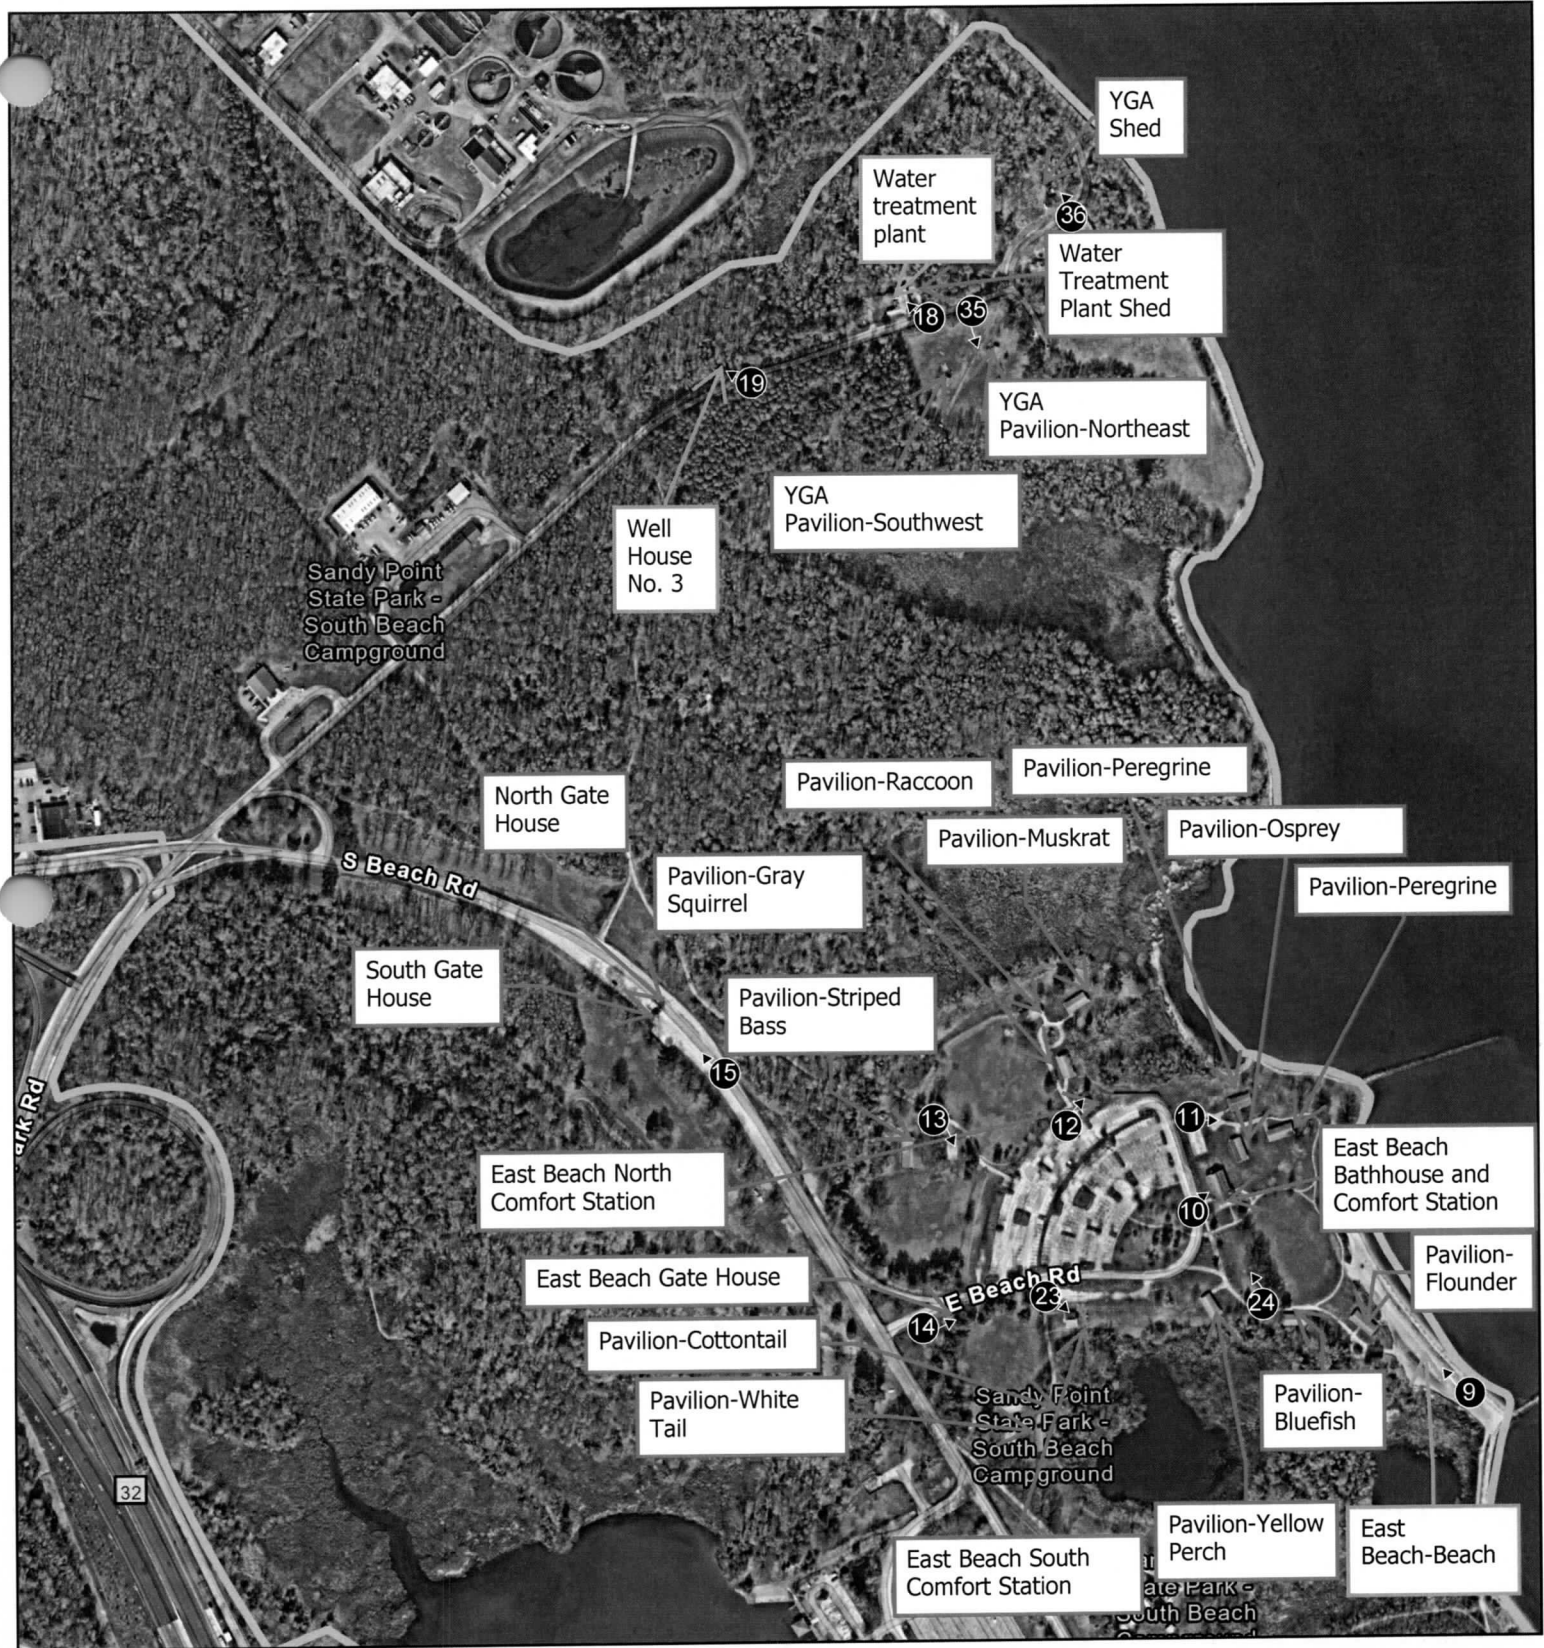 YGA
Shed
Water
treatment
plant
36
Water
Treatment
Plant Shed
18
35
19
YGA
Pavilion-Northeast
YGA
Pavilion-Southwest
Well
House
No. 3
Sandy Point
State Park -
South Beach
Campground
Pavilion-Peregrine
Pavilion-Raccoon
North Gate
House
Pavilion-Muskrat
Pavilion-Osprey
S Beach Rd
Pavilion-Gray
Squirrel
Pavilion-Peregrine
South Gate
House
Pavilion-Striped
Bass
15
13
12
11
ark Rd
East Beach North
Comfort Station
East Beach
Bathhouse and
Comfort Station
10
East Beach Gate House
Pavilion-
Flounder
E Beach Rd
23
24
14
Pavilion-Cottontail
9
Pavilion-White
Tail
Sandy Point
State Park -
South Beach
Campground
Pavilion-
Bluefish
32
Pavilion-Yellow
Perch
East
Beach-Beach
East Beach South
Comfort Station
ate Park -
South Beach